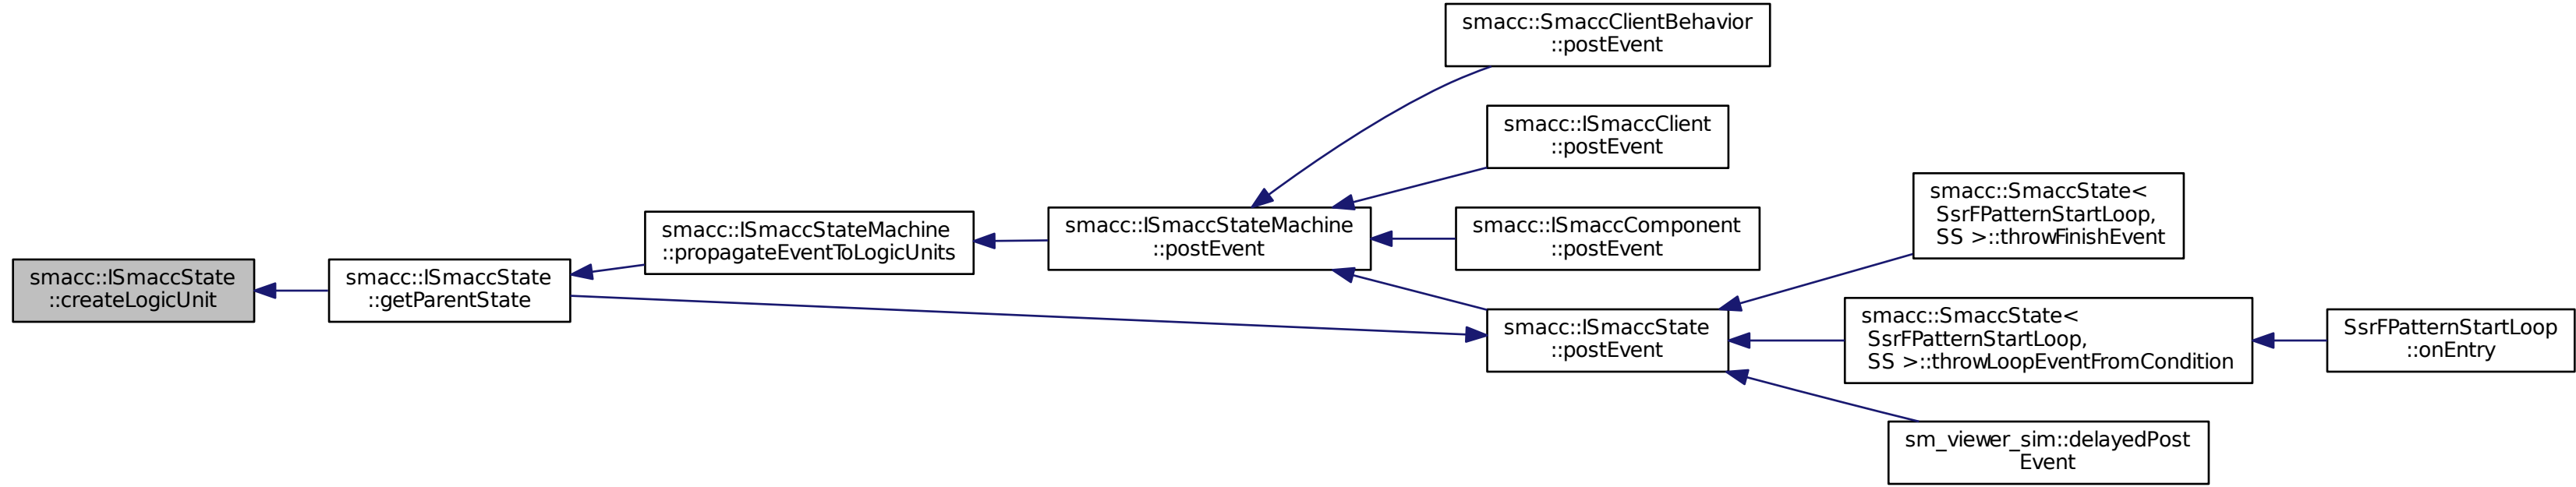 smacc::ISmaccState
::createLogicUnit
smacc::ISmaccState
::getParentState
smacc::ISmaccStateMachine
::propagateEventToLogicUnits
smacc::ISmaccStateMachine
::postEvent
smacc::SmaccClientBehavior
::postEvent
smacc::ISmaccClient
::postEvent
smacc::ISmaccComponent
::postEvent
smacc::ISmaccState
::postEvent
smacc::SmaccState<
SsrFPatternStartLoop,
SS >::throwFinishEvent
smacc::SmaccState<
SsrFPatternStartLoop,
SS >::throwLoopEventFromCondition
sm_viewer_sim::delayedPost
Event
SsrFPatternStartLoop
::onEntry